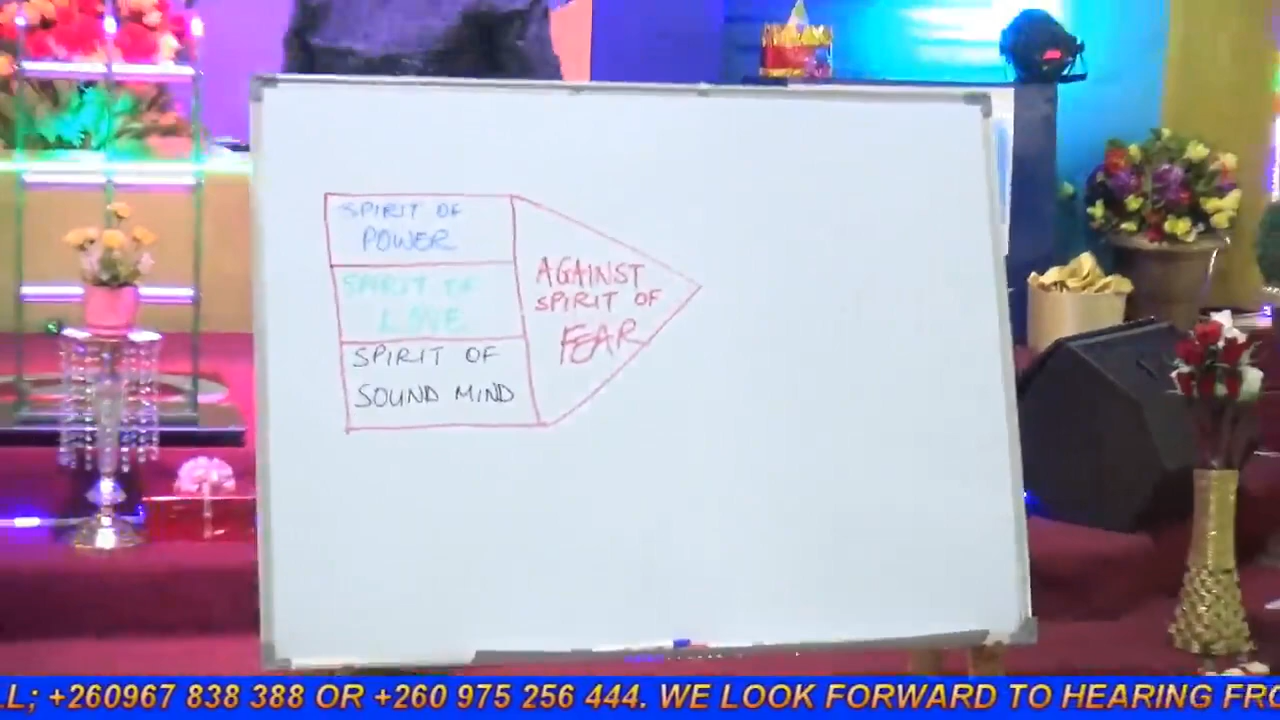 SPIRIT OF
POWER
SPIRIT OF
LOVE
SPIRIT OF
SOUND MIND
AGAINST
SPIRIT OF
FEAR
LL; +260967 838 388 OR +260 975 256 444. WE LOOK FORWARD TO HEARING FRO